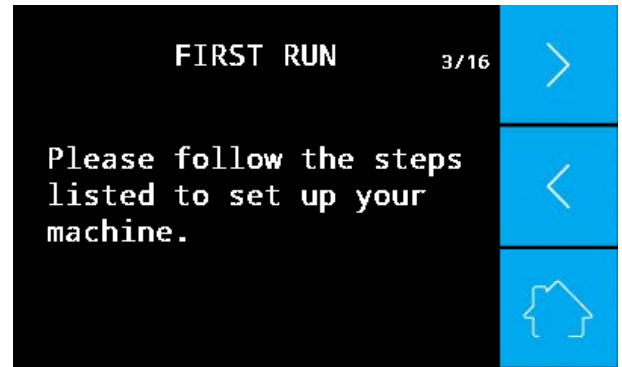 FIRST RUN
3/16
Please follow the steps
listed to set up your
machine.